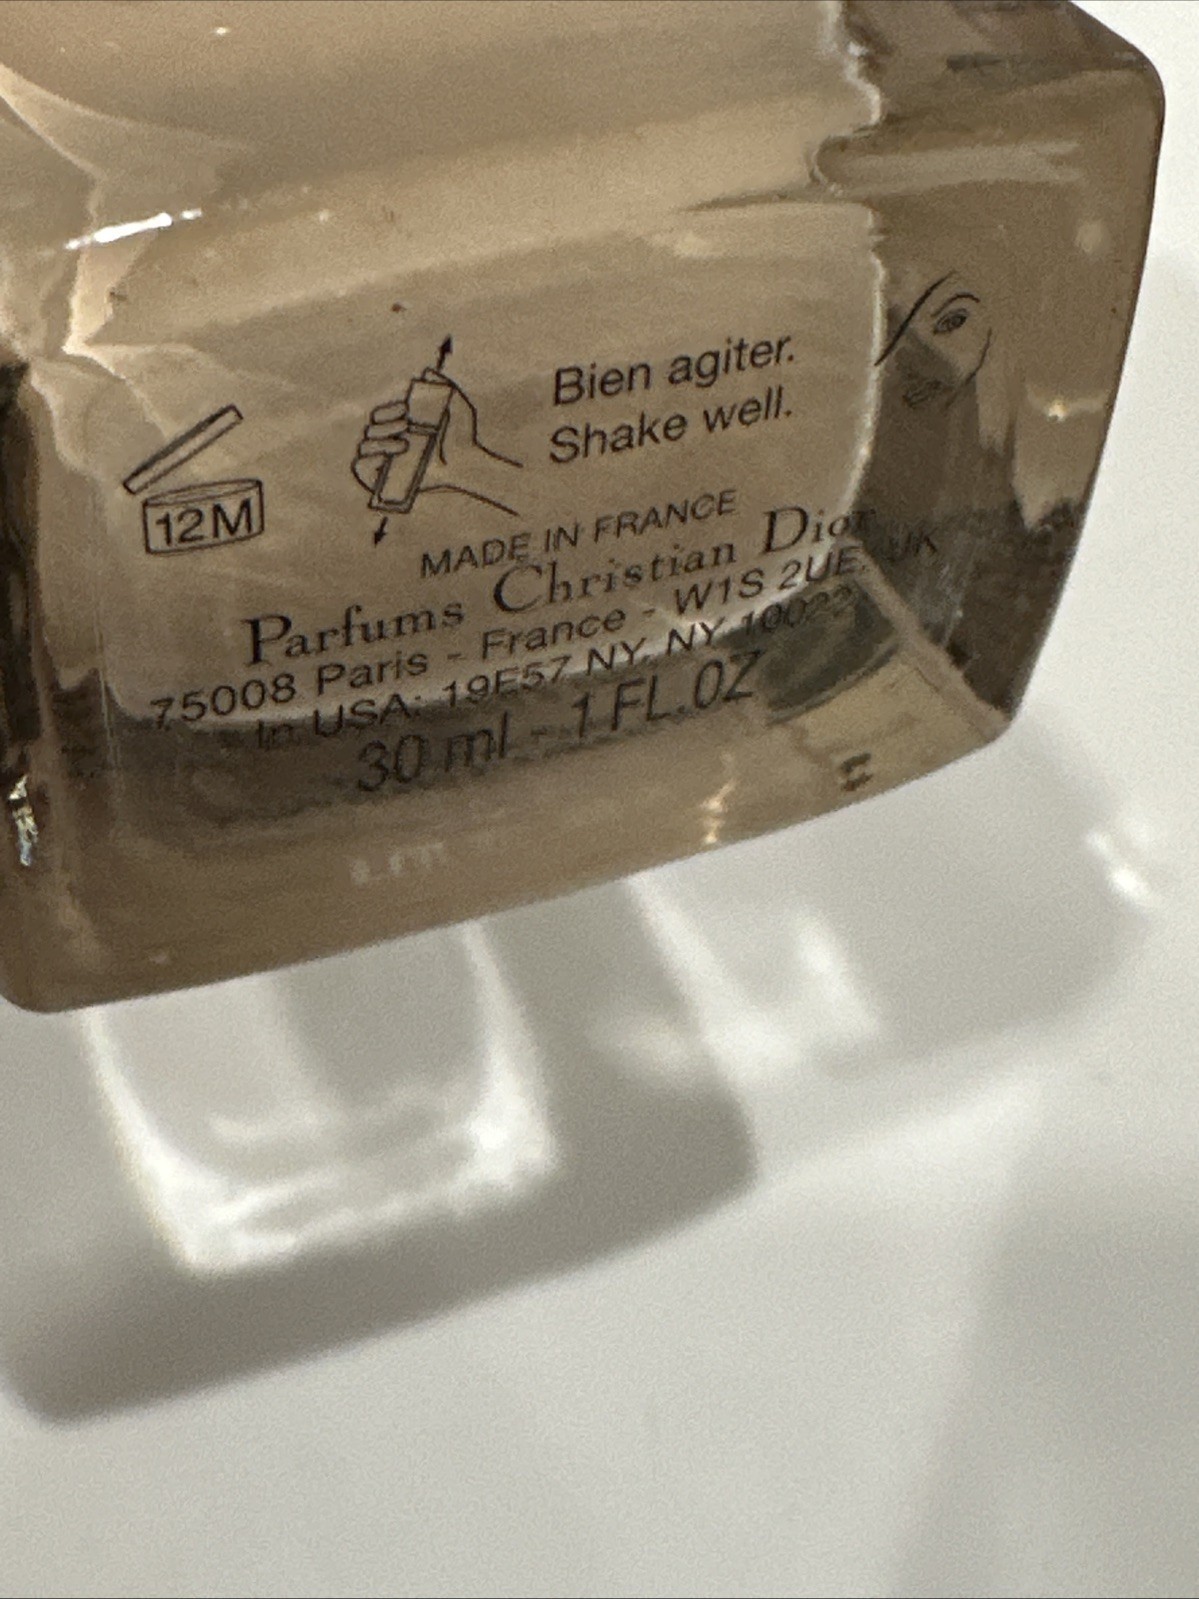 12M
Bien agiter.
Shake well.
MADE IN FRANCE
Parfums Christian Dior
75008 Paris - France - W1S 2UE, UK
In USA: 19E57 NY, NY 10022
30 ml - 1 FL.OZ